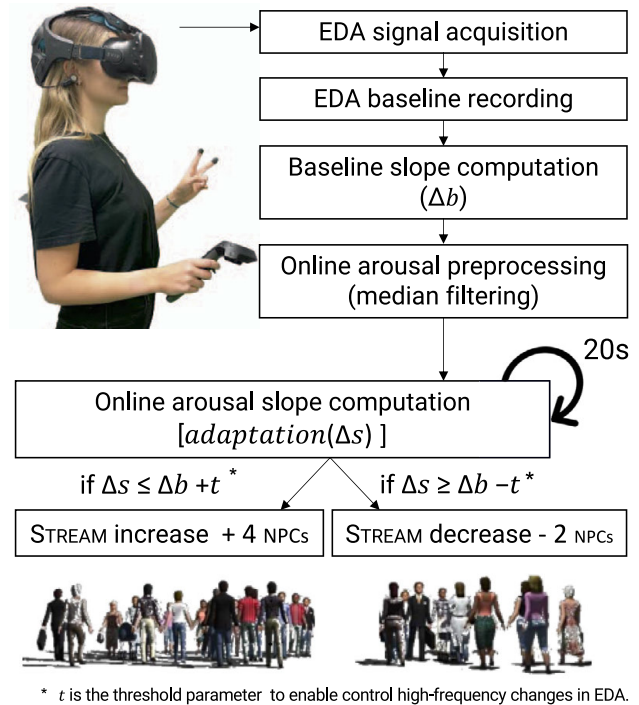 EDA signal acquisition
EDA baseline recording
Baseline slope computation
(Δb)
Online arousal preprocessing
(median filtering)
20s
Online arousal slope computation
[adaptation(Δs) ]
if Δs ≤ Δb +t *
if Δs ≥ Δb −t *
STREAM increase + 4 NPCs
STREAM decrease - 2 NPCs
* t is the threshold parameter to enable control high-frequency changes in EDA.